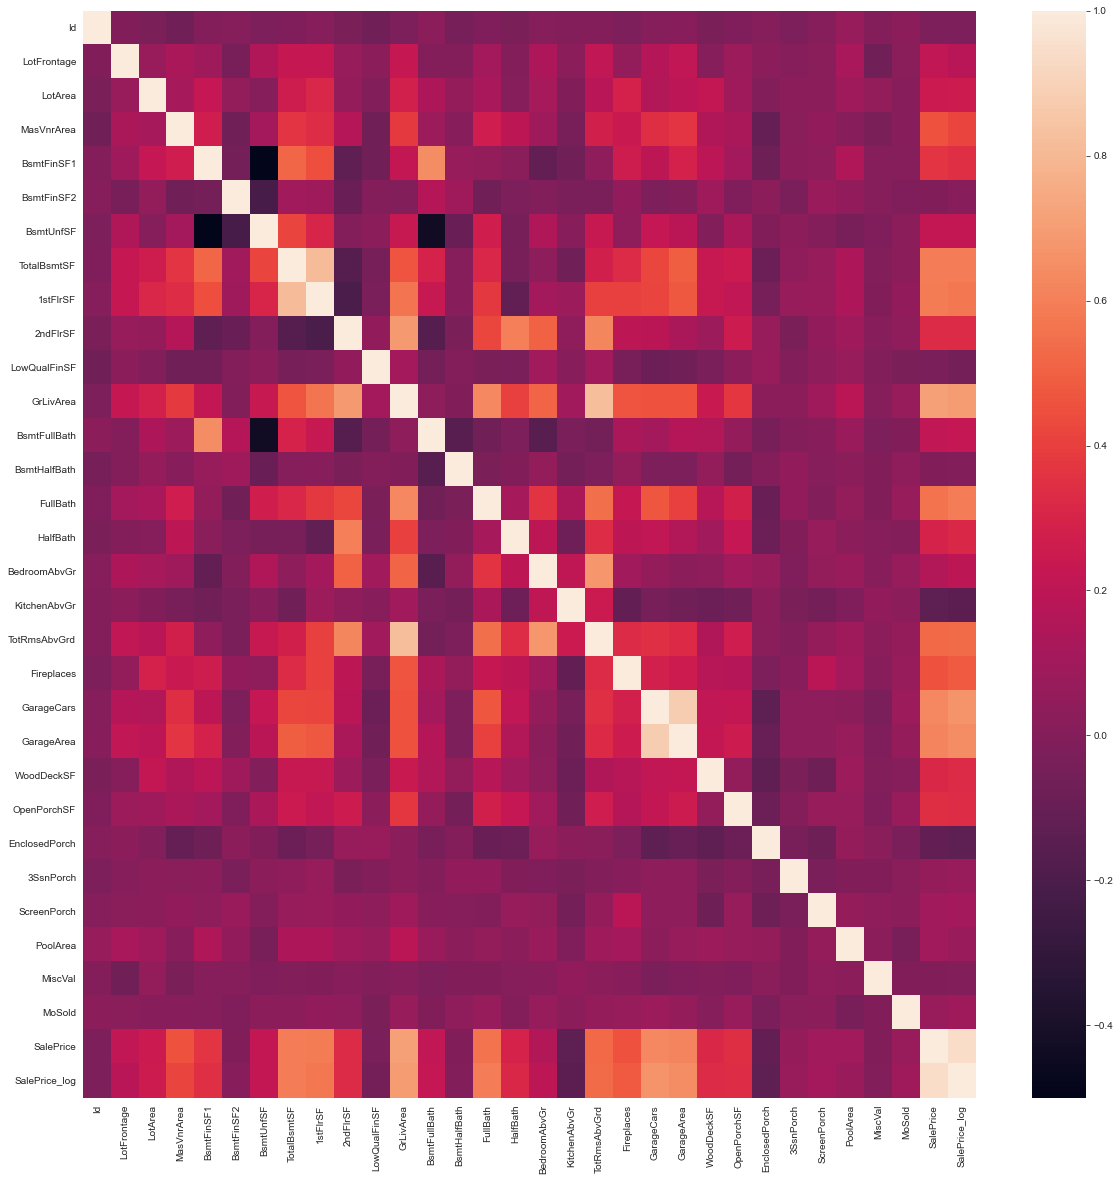 Id
LotFrontage
LotArea
MasVnrArea
BsmtFinSF1
BsmtFinSF2
BsmtUnfSF
TotalBsmtSF
1stFlrSF
2ndFlrSF
LowQualFinSF
GrLivArea
BsmtFullBath
BsmtHalfBath
FullBath
HalfBath
BedroomAbvGr
KitchenAbvGr
TotRmsAbvGrd
Fireplaces
GarageCars
GarageArea
WoodDeckSF
OpenPorchSF
EnclosedPorch
3SsnPorch
ScreenPorch
PoolArea
MiscVal
MoSold
SalePrice
SalePrice_log
Id
LotFrontage
LotArea
MasVnrArea
BsmtFinSF1
BsmtFinSF2
BsmtUnfSF
TotalBsmtSF
1stFlrSF
2ndFlrSF
LowQualFinSF
GrLivArea
BsmtFullBath
BsmtHalfBath
FullBath
HalfBath
BedroomAbvGr
KitchenAbvGr
TotRmsAbvGrd
Fireplaces
GarageCars
GarageArea
WoodDeckSF
OpenPorchSF
EnclosedPorch
3SsnPorch
ScreenPorch
PoolArea
MiscVal
MoSold
SalePrice
SalePrice_log
1.0
0.8
0.6
0.4
0.2
0.0
−0.2
−0.4